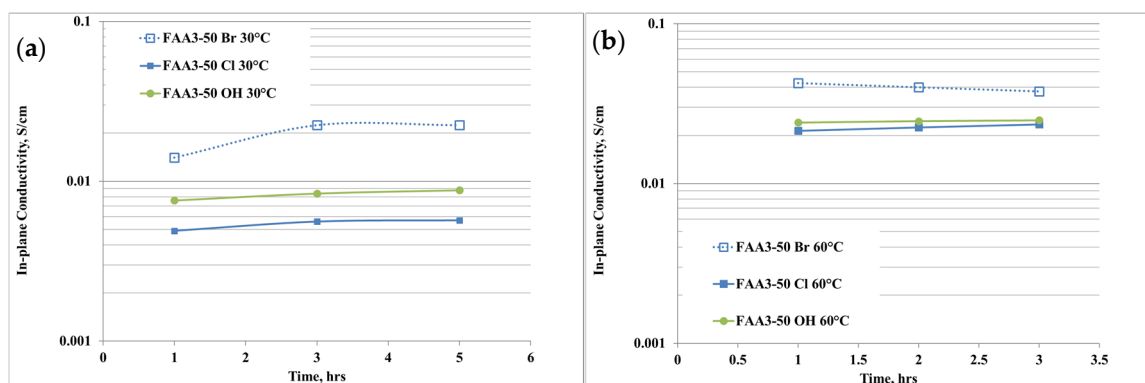 (a)
FAA3-50 Br 30°C
FAA3-50 Cl 30°C
FAA3-50 OH 30°C
In-plane Conductivity, S/cm
0.1
0.01
0.001
0 1 2 3 4 5 6
Time, hrs
(b)
FAA3-50 Br 60°C
FAA3-50 Cl 60°C
FAA3-50 OH 60°C
In-plane Conductivity, S/cm
0.1
0.01
0.001
0 0.5 1 1.5 2 2.5 3 3.5
Time, hrs